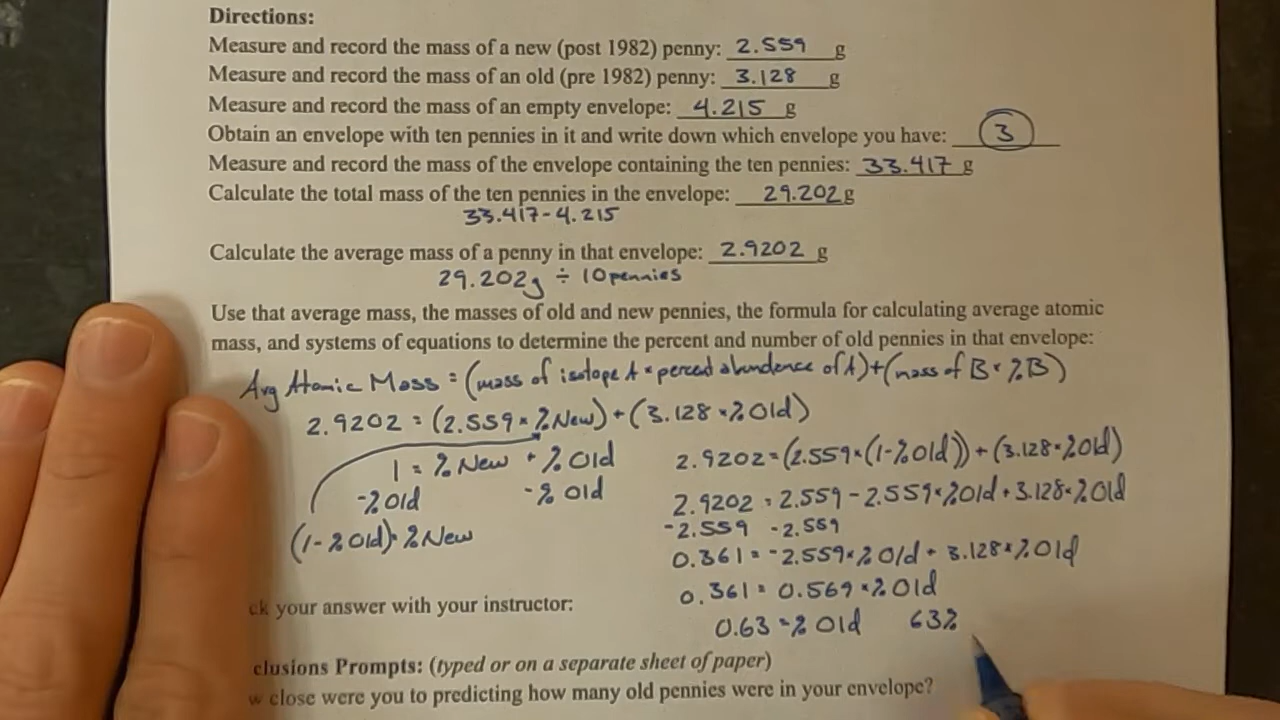 Directions:
Measure and record the mass of a new (post 1982) penny: 2.559 g
Measure and record the mass of an old (pre 1982) penny: 3.128 g
Measure and record the mass of an empty envelope: 4.215 g
Obtain an envelope with ten pennies in it and write down which envelope you have: 3
Measure and record the mass of the envelope containing the ten pennies: 33.417 g
Calculate the total mass of the ten pennies in the envelope: 29.202 g
33.417-4.215
Calculate the average mass of a penny in that envelope: 2.9202 g
29.202g ÷ 10 pennies
Use that average mass, the masses of old and new pennies, the formula for calculating average atomic
mass, and systems of equations to determine the percent and number of old pennies in that envelope:
Avg Atomic Mass = (mass of isotope A × percent abundance of A) + (mass of B × %B)
2.9202 = (2.559 × %New) + (3.128 × %Old)
1 = %New + %Old
-%Old -%Old
(1-%Old) = %New
2.9202 = (2.559 × (1-%Old)) + (3.128 × %Old)
2.9202 = 2.559 - 2.559 × %Old + 3.128 × %Old
-2.559 -2.559
0.361 = -2.559 × %Old + 3.128 × %Old
0.361 = 0.569 × %Old
0.63 = %Old 63%
ck your answer with your instructor:
clusions Prompts: (typed or on a separate sheet of paper)
w close were you to predicting how many old pennies were in your envelope?